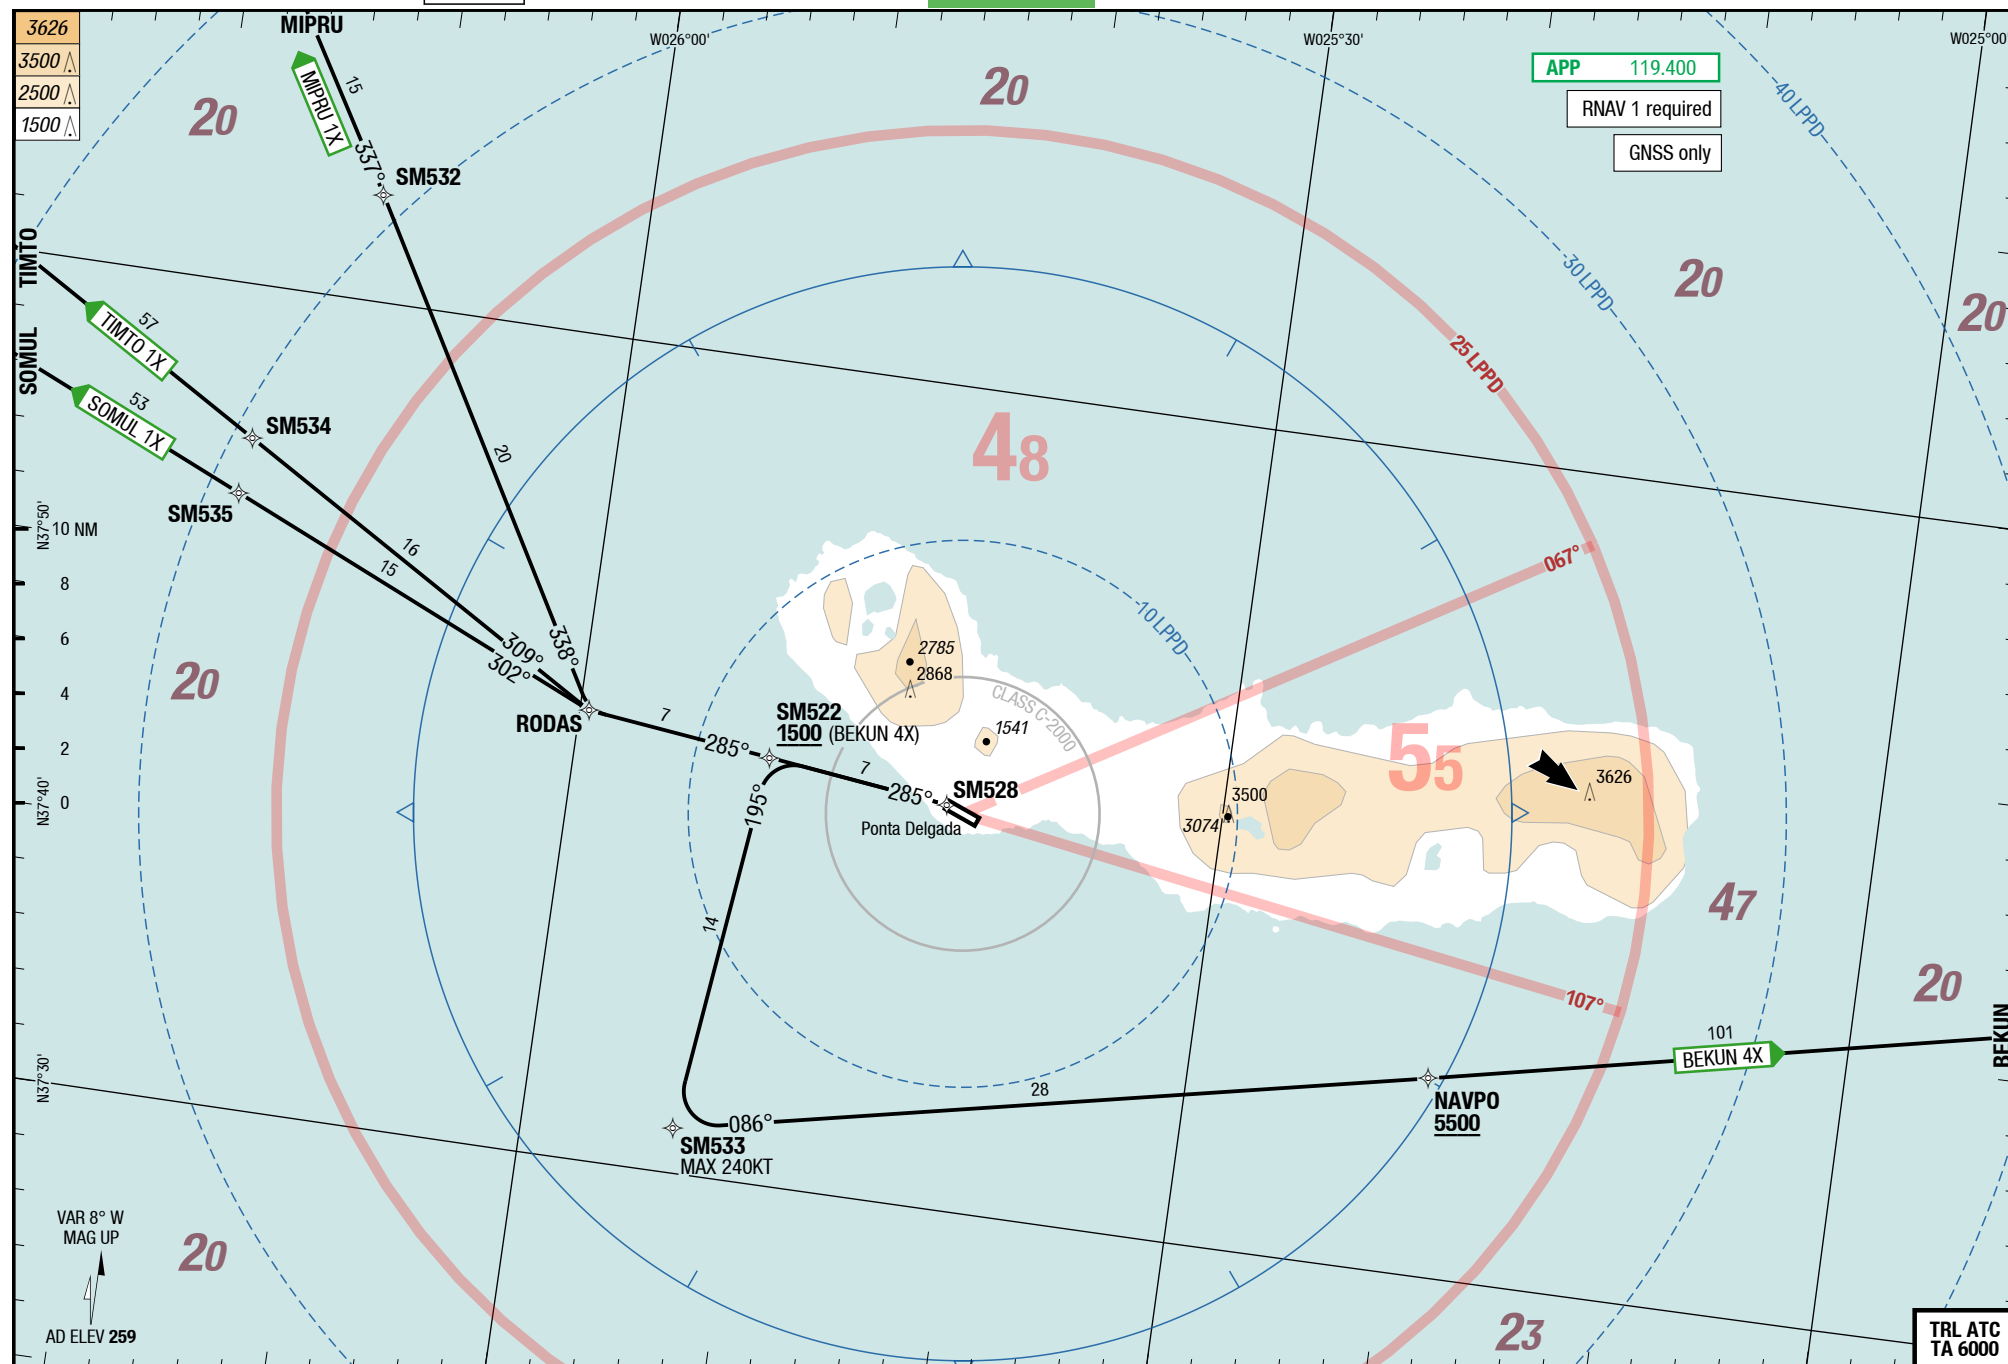 MIPRU
W026°00'
W025°30'
W025°00'
3626
3500
2500
1500
15
MIPRU 1X
337°
SM532
20
20
APP 119.400
RNAV 1 required
GNSS only
40 LPPD
30 LPPD
25 LPPD
20
20
TIMTO
57
TIMTO 1X
SOMUL
53
SOMUL 1X
SM534
SM535
20
48
N37°50'
10 NM
8
6
4
2
0
16
15
309°
302°
338°
067°
10 LPPD
20
RODAS
7
285°
SM522
1500 (BEKUN 4X)
2785
2868
CLASS C-2000
1541
7
285°
SM528
Ponta Delgada
55
3626
3500
3074
N37°40'
195°
14
47
107°
20
BEKUN
101
BEKUN 4X
N37°30'
28
086°
NAVPO
5500
SM533
MAX 240KT
VAR 8° W
MAG UP
20
AD ELEV 259
23
TRL ATC
TA 6000